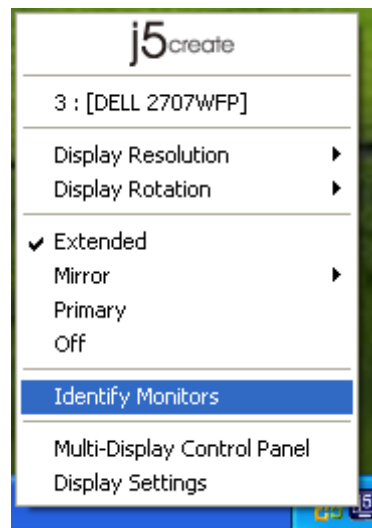 j5create
3 : [DELL 2707WFP]
Display Resolution
Display Rotation
Extended
Mirror
Primary
Off
Identify Monitors
Multi-Display Control Panel
Display Settings